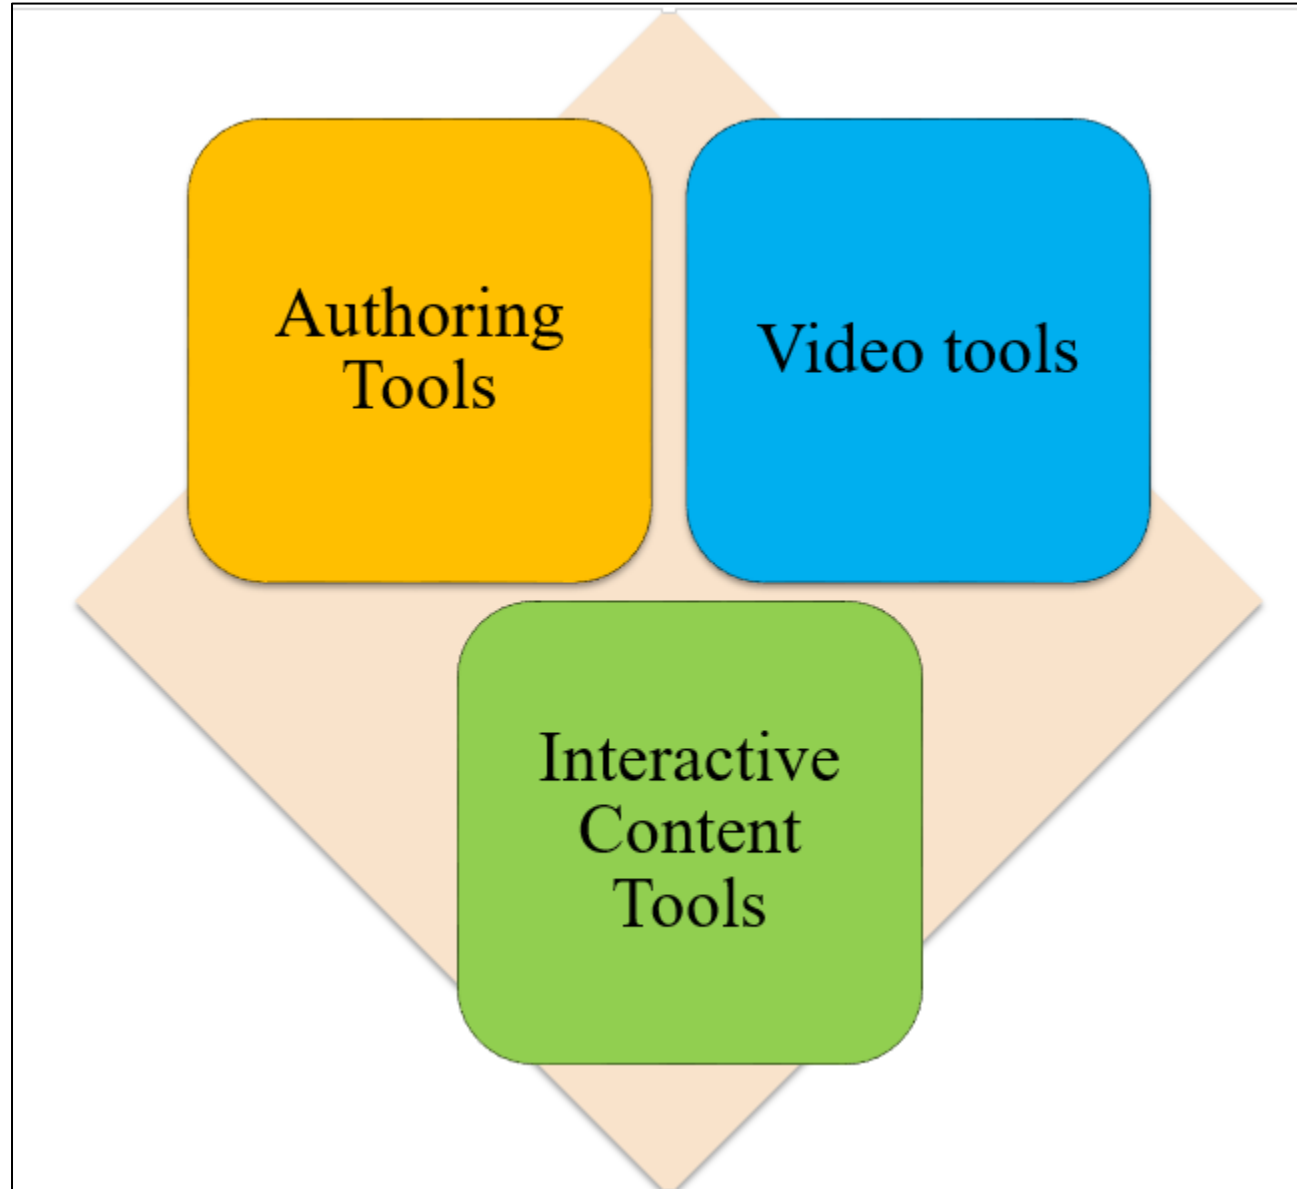 Authoring
Tools
Video tools
Interactive
Content
Tools